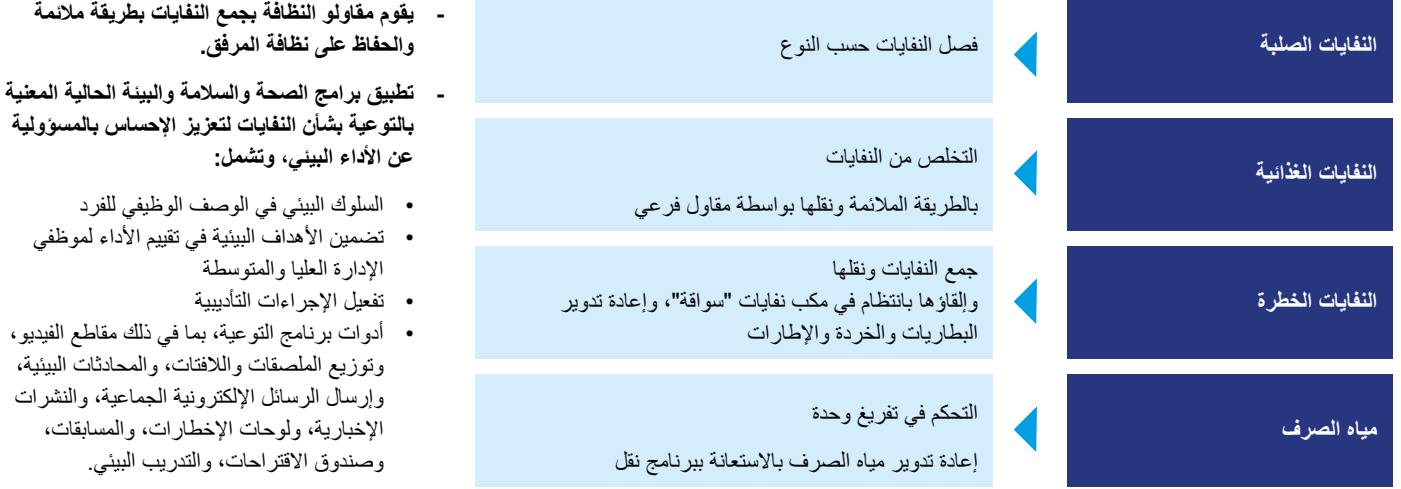 النفايات الصلبة
فصل النفايات حسب النوع
النفايات الغذائية
التخلص من النفايات
بالطريقة الملائمة ونقلها بواسطة مقاول فرعي
النفايات الخطرة
جمع النفايات ونقلها
وإلقاؤها بانتظام في مكب نفايات "سواقة"، وإعادة تدوير
البطاريات والخردة والإطارات
مياه الصرف
التحكم في تفريغ وحدة
إعادة تدوير مياه الصرف بالاستعانة ببرنامج نقل
- يقوم مقاولو النظافة بجمع النفايات بطريقة ملائمة
والحفاظ على نظافة المرفق.
- تطبيق برامج الصحة والسلامة والبيئة الحالية المعنية
بالتوعية بشأن النفايات لتعزيز الإحساس بالمسؤولية
عن الأداء البيئي، وتشمل:
• السلوك البيئي في الوصف الوظيفي للفرد
• تضمين الأهداف البيئية في تقييم الأداء لموظفي
الإدارة العليا والمتوسطة
• تفعيل الإجراءات التأديبية
• أدوات برنامج التوعية، بما في ذلك مقاطع الفيديو،
وتوزيع الملصقات واللافتات، والمحادثات البيئية،
وإرسال الرسائل الإلكترونية الجماعية، والنشرات
الإخبارية، ولوحات الإخطارات، والمسابقات،
وصندوق الاقتراحات، والتدريب البيئي.